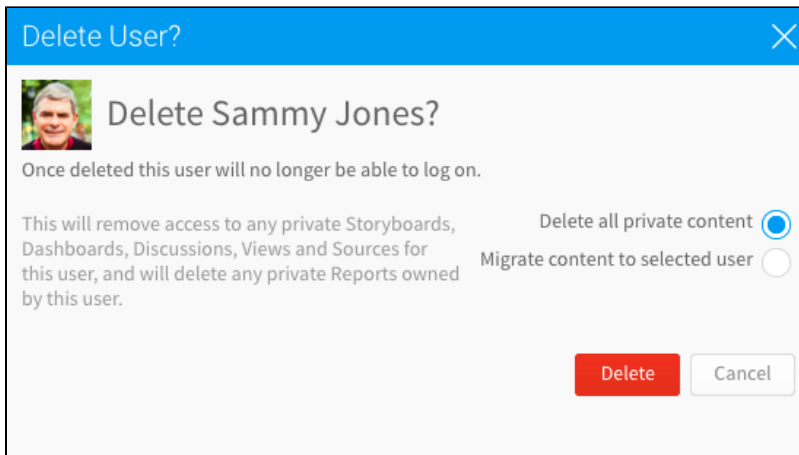 Delete User?
Delete Sammy Jones?
Once deleted this user will no longer be able to log on.
This will remove access to any private Storyboards,
Dashboards, Discussions, Views and Sources for
this user, and will delete any private Reports owned
by this user.
Delete all private content
Migrate content to selected user
Delete
Cancel